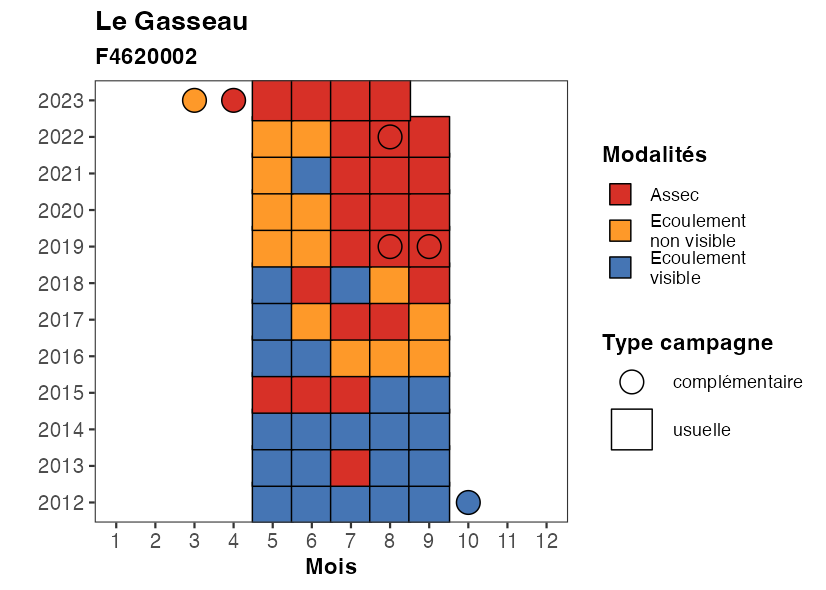 Le Gasseau
F4620002
2023
2022
2021
2020
2019
2018
2017
2016
2015
2014
2013
2012
1 2 3 4 5 6 7 8 9 10 11 12
Mois
Modalités
Assec
Ecoulement
non visible
Ecoulement
visible
Type campagne
complémentaire
usuelle